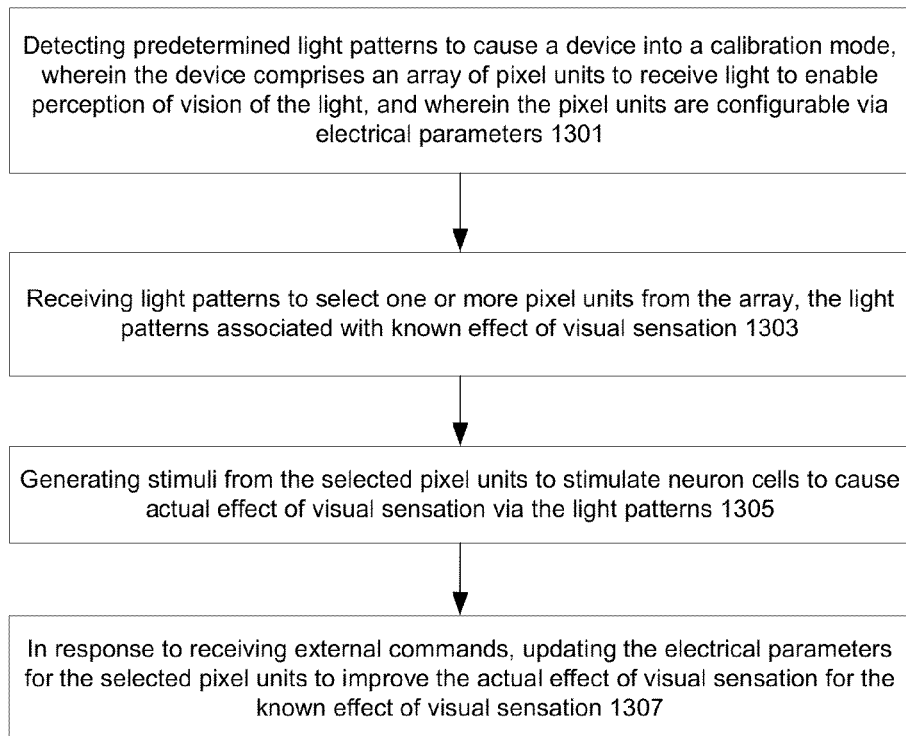 Detecting predetermined light patterns to cause a device into a calibration mode,
wherein the device comprises an array of pixel units to receive light to enable
perception of vision of the light, and wherein the pixel units are configurable via
electrical parameters 1301
Receiving light patterns to select one or more pixel units from the array, the light
patterns associated with known effect of visual sensation 1303
Generating stimuli from the selected pixel units to stimulate neuron cells to cause
actual effect of visual sensation via the light patterns 1305
In response to receiving external commands, updating the electrical parameters
for the selected pixel units to improve the actual effect of visual sensation for the
known effect of visual sensation 1307